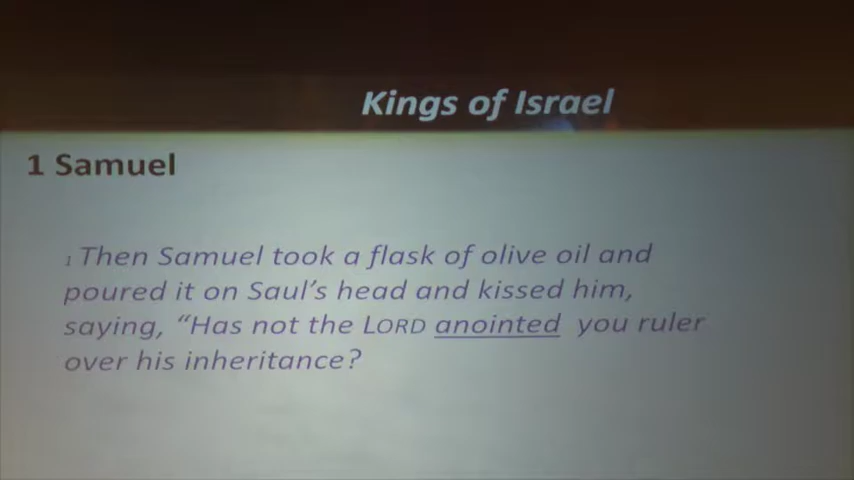 Kings of Israel
1 Samuel
1 Then Samuel took a flask of olive oil and
poured it on Saul’s head and kissed him,
saying, “Has not the LORD anointed you ruler
over his inheritance?